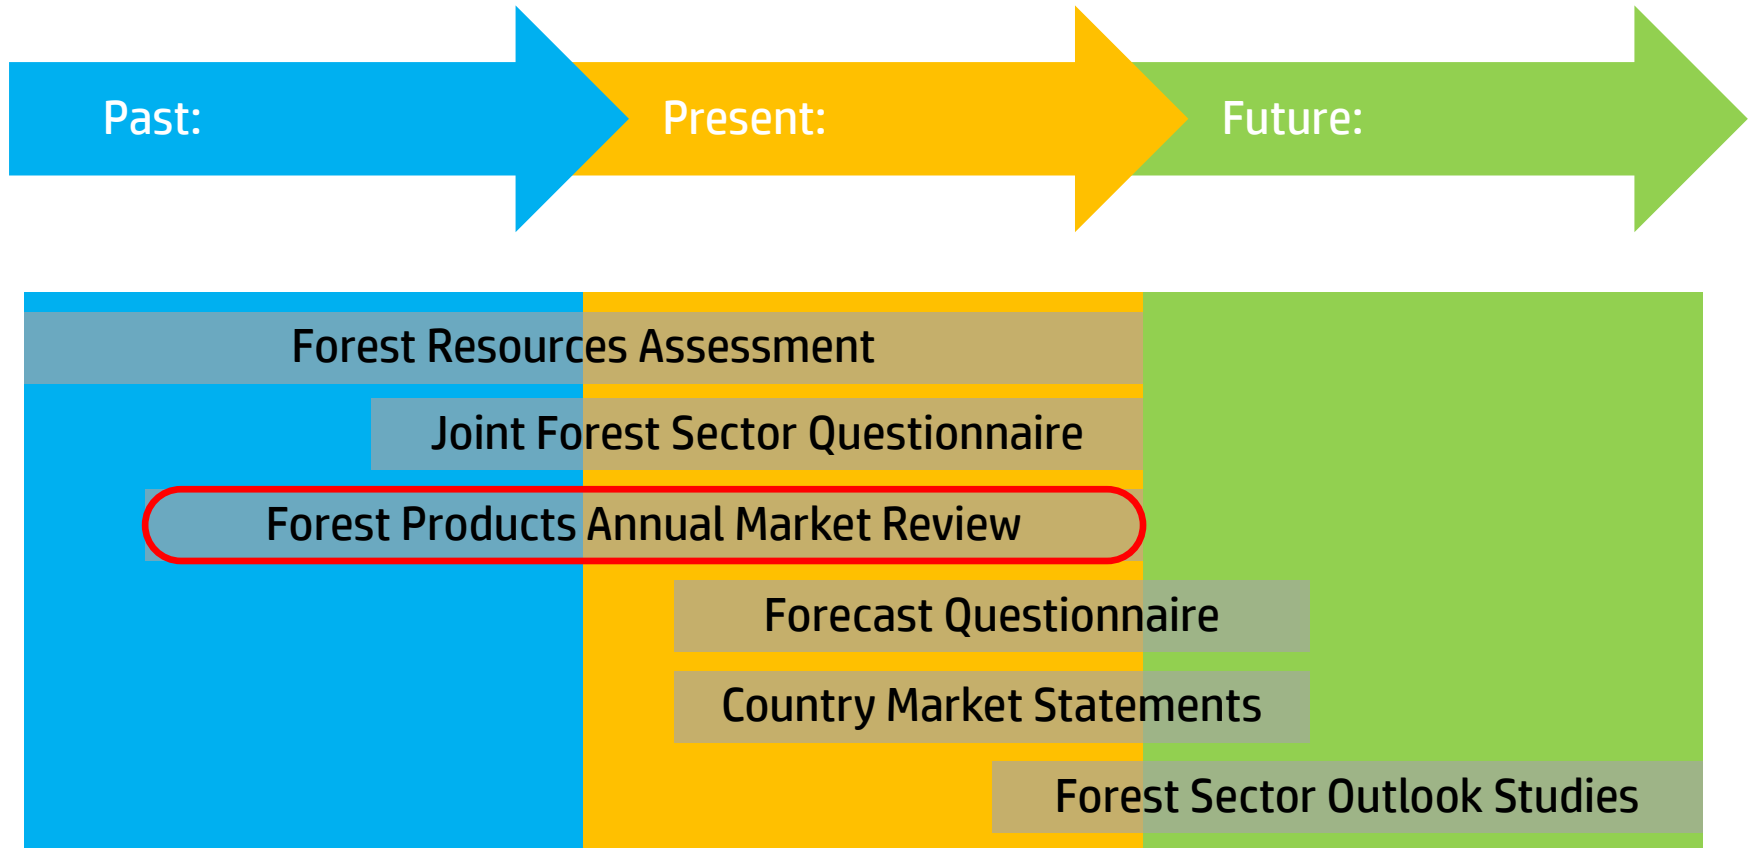 Past:
Present:
Future:
Forest Resources Assessment
Joint Forest Sector Questionnaire
Forest Products Annual Market Review
Forecast Questionnaire
Country Market Statements
Forest Sector Outlook Studies